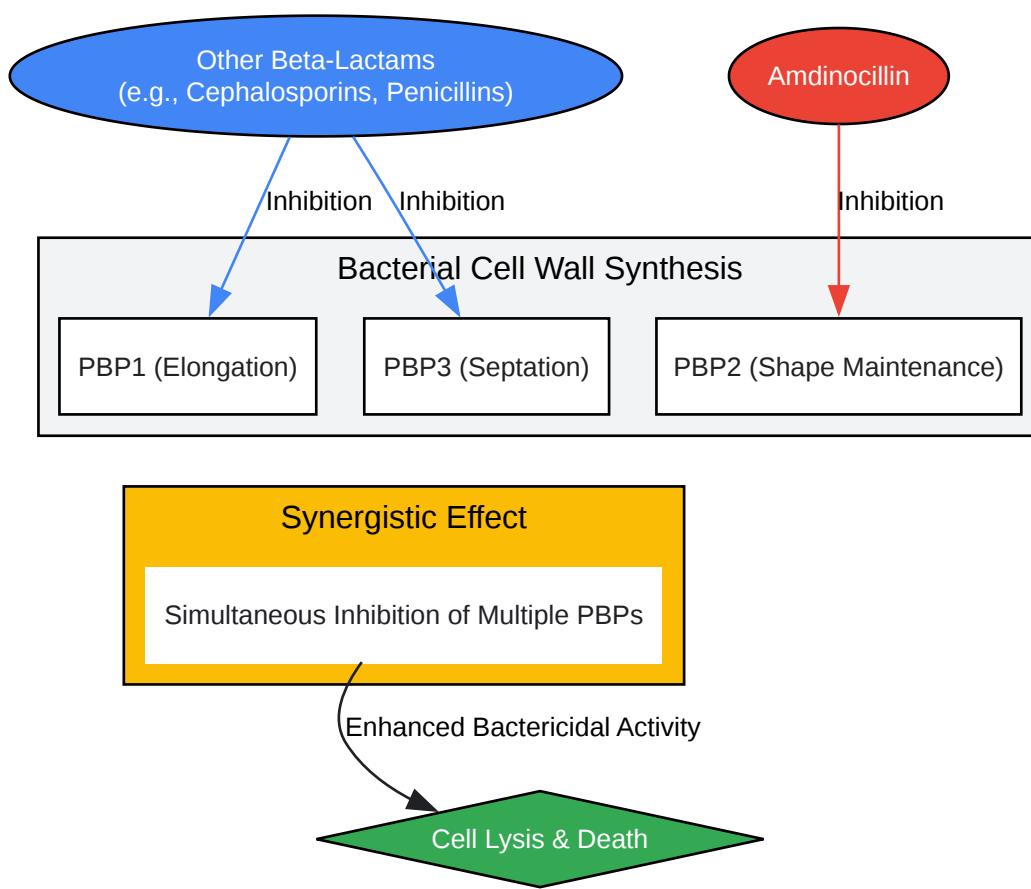 Other Beta-Lactams
(e.g., Cephalosporins, Penicillins)
Amdinocillin
Inhibition
Inhibition
Inhibition
Bacterial Cell Wall Synthesis
PBP1 (Elongation)
PBP3 (Septation)
PBP2 (Shape Maintenance)
Synergistic Effect
Simultaneous Inhibition of Multiple PBPs
Enhanced Bactericidal Activity
Cell Lysis & Death